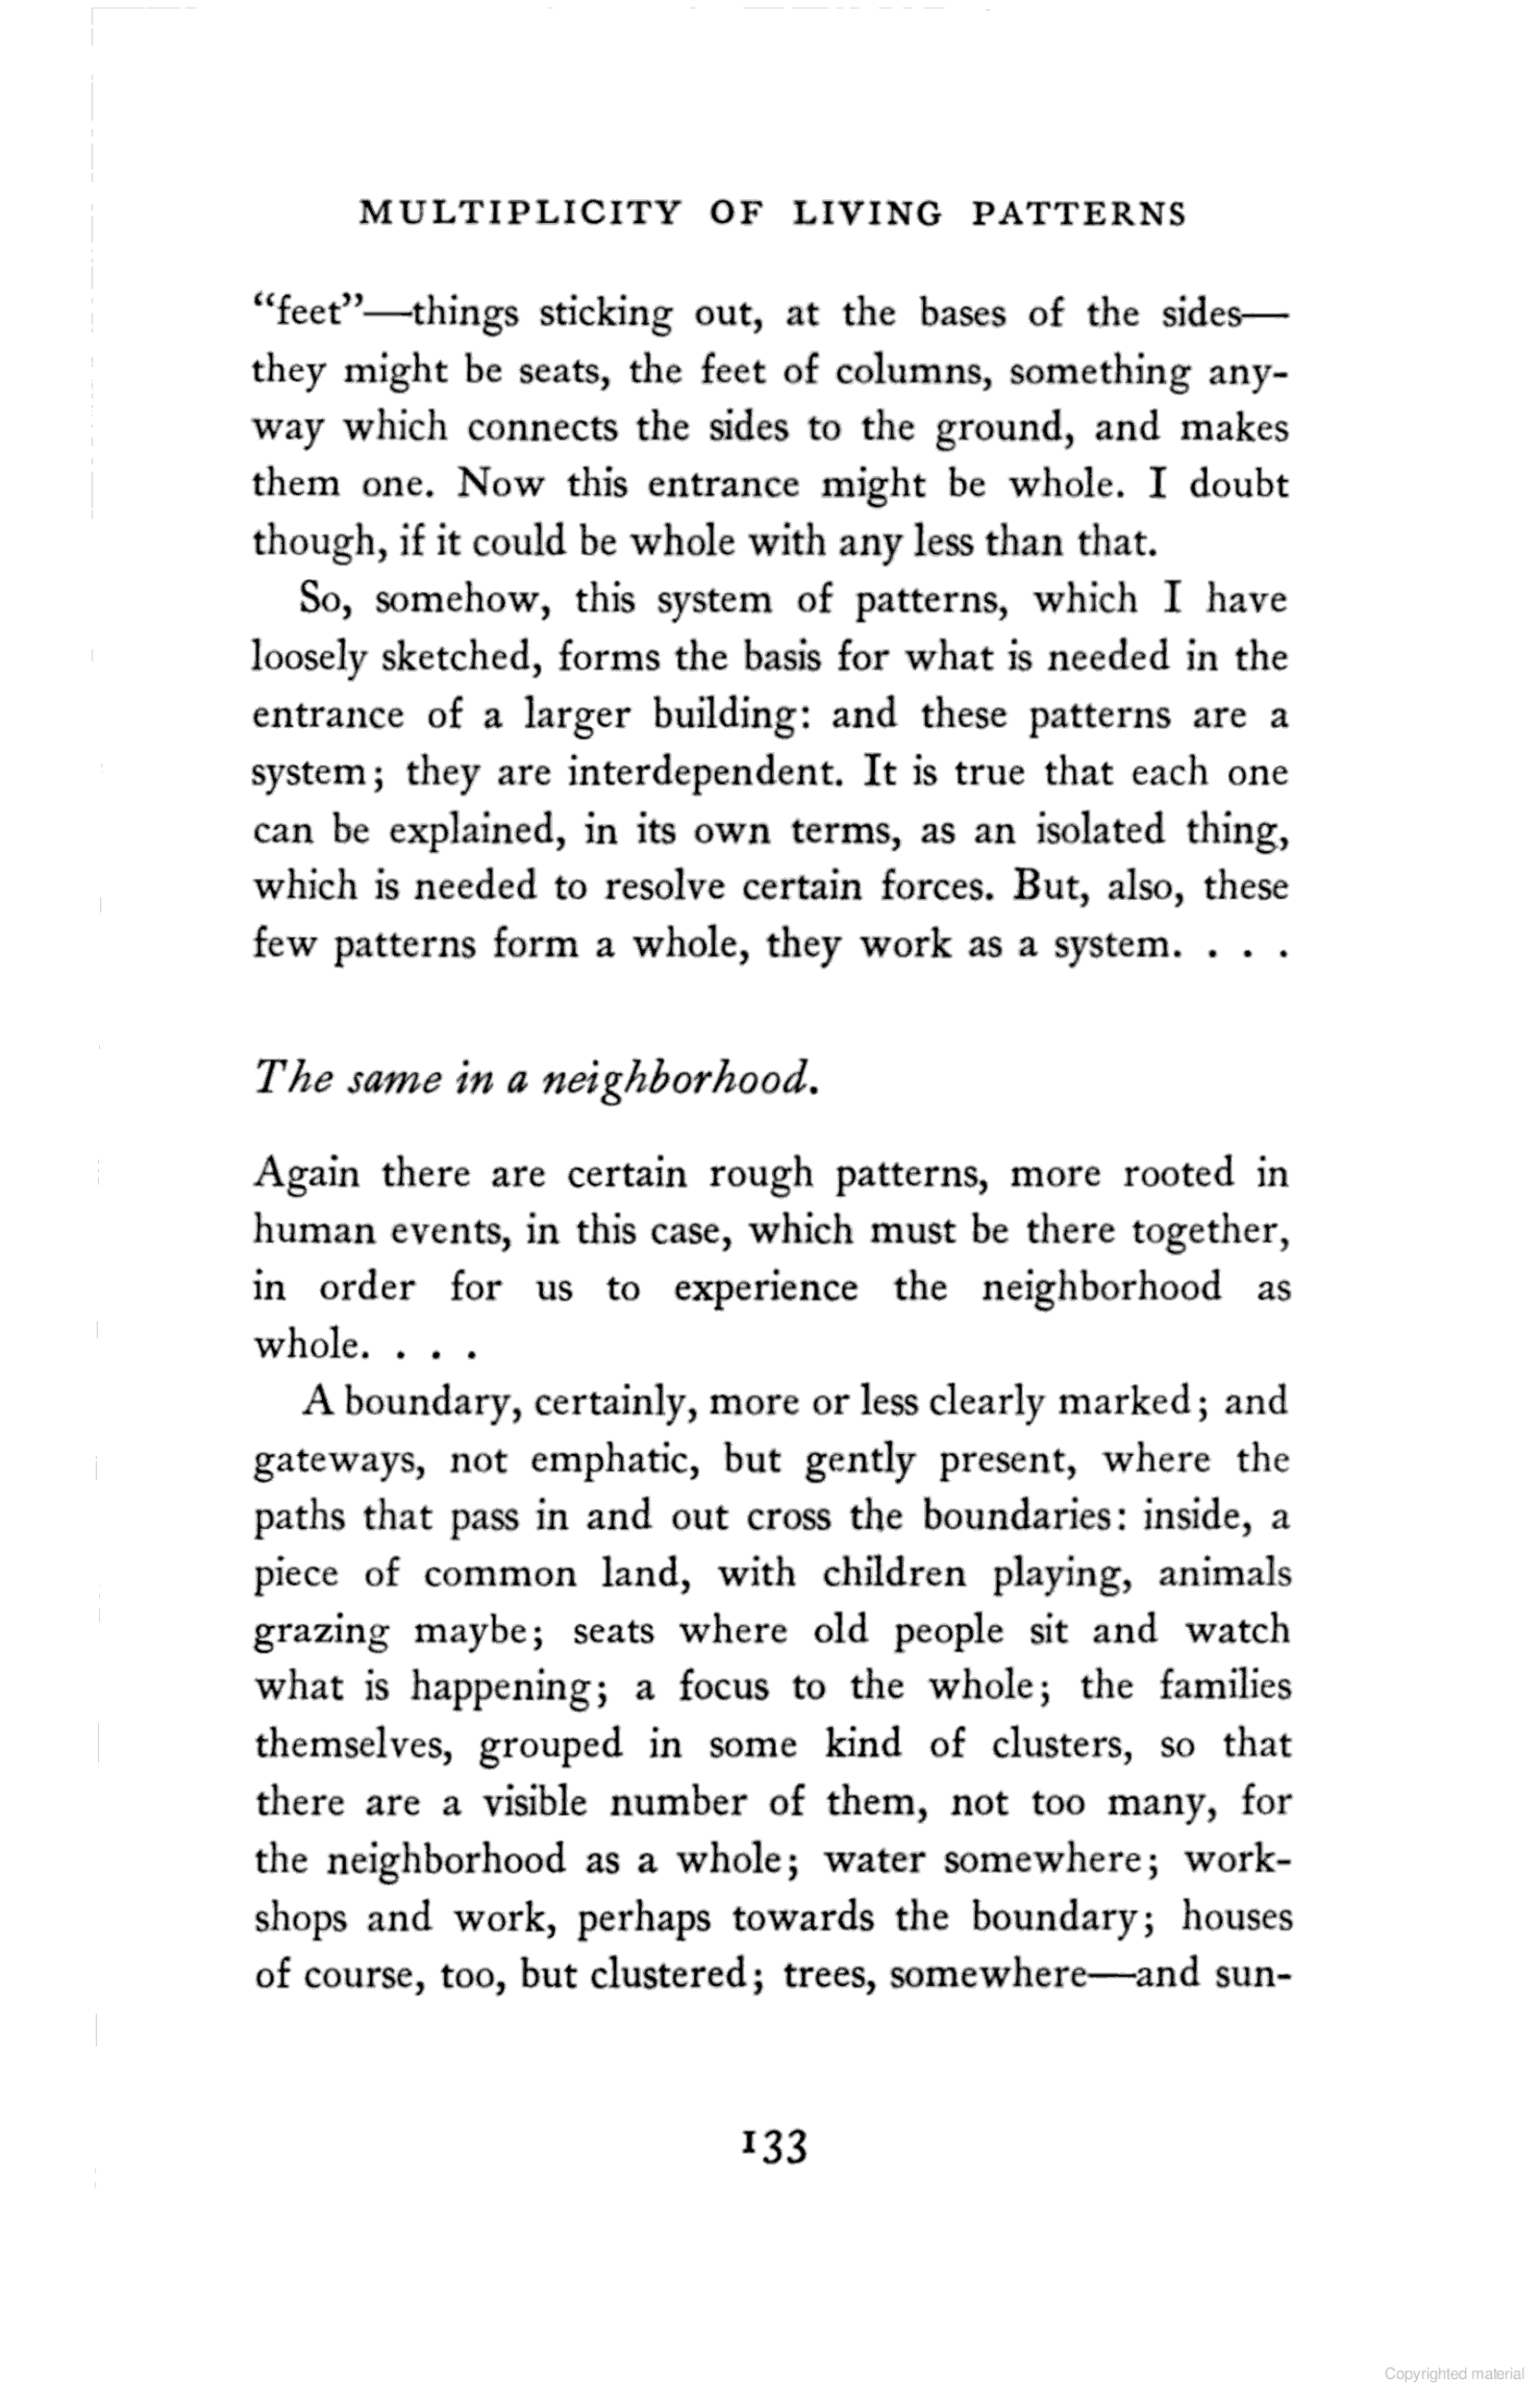 MULTIPLICITY OF LIVING PATTERNS
“feet”—things sticking out, at the bases of the sides—
they might be seats, the feet of columns, something any-
way which connects the sides to the ground, and makes
them one. Now this entrance might be whole. I doubt
though, if it could be whole with any less than that.
So, somehow, this system of patterns, which I have
loosely sketched, forms the basis for what is needed in the
entrance of a larger building: and these patterns are a
system; they are interdependent. It is true that each one
can be explained, in its own terms, as an isolated thing,
which is needed to resolve certain forces. But, also, these
few patterns form a whole, they work as a system. . . .
The same in a neighborhood.
Again there are certain rough patterns, more rooted in
human events, in this case, which must be there together,
in order for us to experience the neighborhood as
whole. . . .
A boundary, certainly, more or less clearly marked; and
gateways, not emphatic, but gently present, where the
paths that pass in and out cross the boundaries: inside, a
piece of common land, with children playing, animals
grazing maybe; seats where old people sit and watch
what is happening; a focus to the whole; the families
themselves, grouped in some kind of clusters, so that
there are a visible number of them, not too many, for
the neighborhood as a whole; water somewhere; work-
shops and work, perhaps towards the boundary; houses
of course, too, but clustered; trees, somewhere—and sun-
133
Copyrighted material